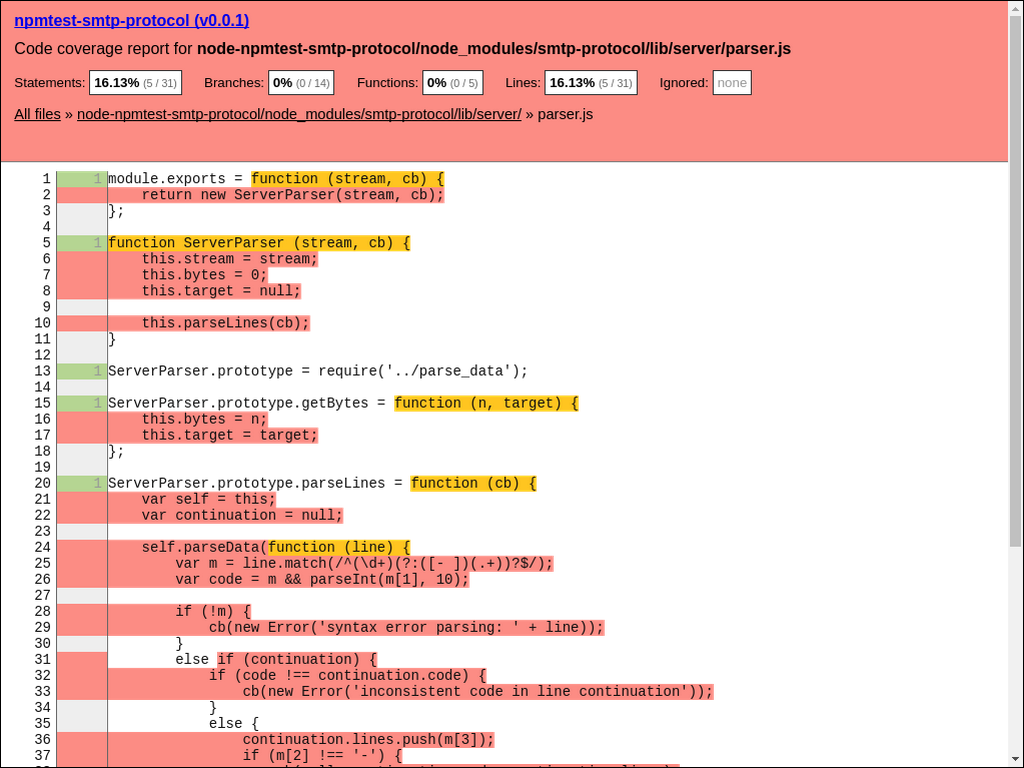 npmtest-smtp-protocol (v0.0.1)
Code coverage report for node-npmtest-smtp-protocol/node_modules/smtp-protocol/lib/server/parser.js
Statements: 16.13% (5 / 31) Branches: 0% (0 / 14) Functions: 0% (0 / 5) Lines: 16.13% (5 / 31) Ignored: none
All files » node-npmtest-smtp-protocol/node_modules/smtp-protocol/lib/server/ » parser.js
1 1 module.exports = function (stream, cb) {
2 return new ServerParser(stream, cb);
3 };
4
5 1 function ServerParser (stream, cb) {
6 this.stream = stream;
7 this.bytes = 0;
8 this.target = null;
9
10 this.parseLines(cb);
11 }
12
13 1 ServerParser.prototype = require('../parse_data');
14
15 1 ServerParser.prototype.getBytes = function (n, target) {
16 this.bytes = n;
17 this.target = target;
18 };
19
20 1 ServerParser.prototype.parseLines = function (cb) {
21 var self = this;
22 var continuation = null;
23
24 self.parseData(function (line) {
25 var m = line.match(/^(\d+)(?:([- ])(.+))?$/);
26 var code = m && parseInt(m[1], 10);
27
28 if (!m) {
29 cb(new Error('syntax error parsing: ' + line));
30 }
31 else if (continuation) {
32 if (code !== continuation.code) {
33 cb(new Error('inconsistent code in line continuation'));
34 }
35 else {
36 continuation.lines.push(m[3]);
37 if (m[2] !== '-') {